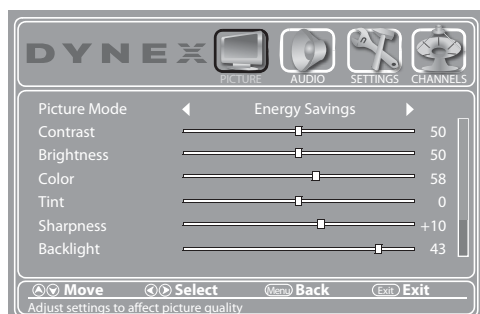 DYNEX
PICTURE AUDIO SETTINGS CHANNELS
Picture Mode Energy Savings
Contrast 50
Brightness 50
Color 58
Tint 0
Sharpness +10
Backlight 43
Move Select Menu Back Exit Exit
Adjust settings to affect picture quality